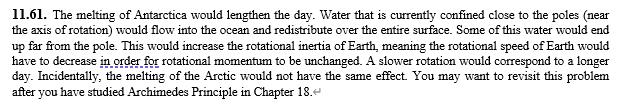 11.61. The melting of Antarctica would lengthen the day. Water that is currently confined close to the poles (near
the axis of rotation) would flow into the ocean and redistribute over the entire surface. Some of this water would end
up far from the pole. This would increase the rotational inertia of Earth, meaning the rotational speed of Earth would
have to decrease in order for rotational momentum to be unchanged. A slower rotation would correspond to a longer
day. Incidentally, the melting of the Arctic would not have the same effect. You may want to revisit this problem
after you have studied Archimedes Principle in Chapter 18.↵